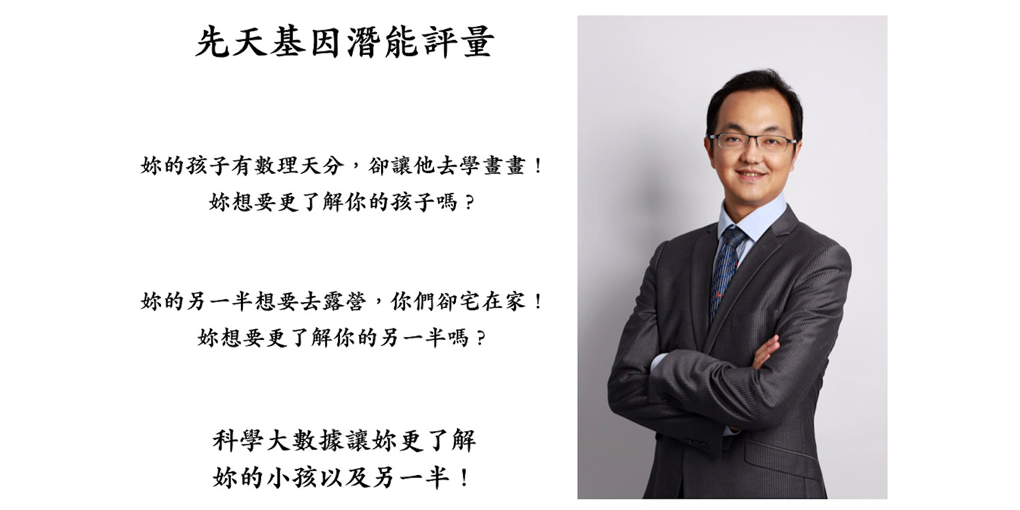 先天基因潛能評量
妳的孩子有數理天分，卻讓他去學畫畫！
妳想要更了解你的孩子嗎？
妳的另一半想要去露營，你們卻宅在家！
妳想要更了解你的另一半嗎？
科學大數據讓妳更了解
妳的小孩以及另一半！